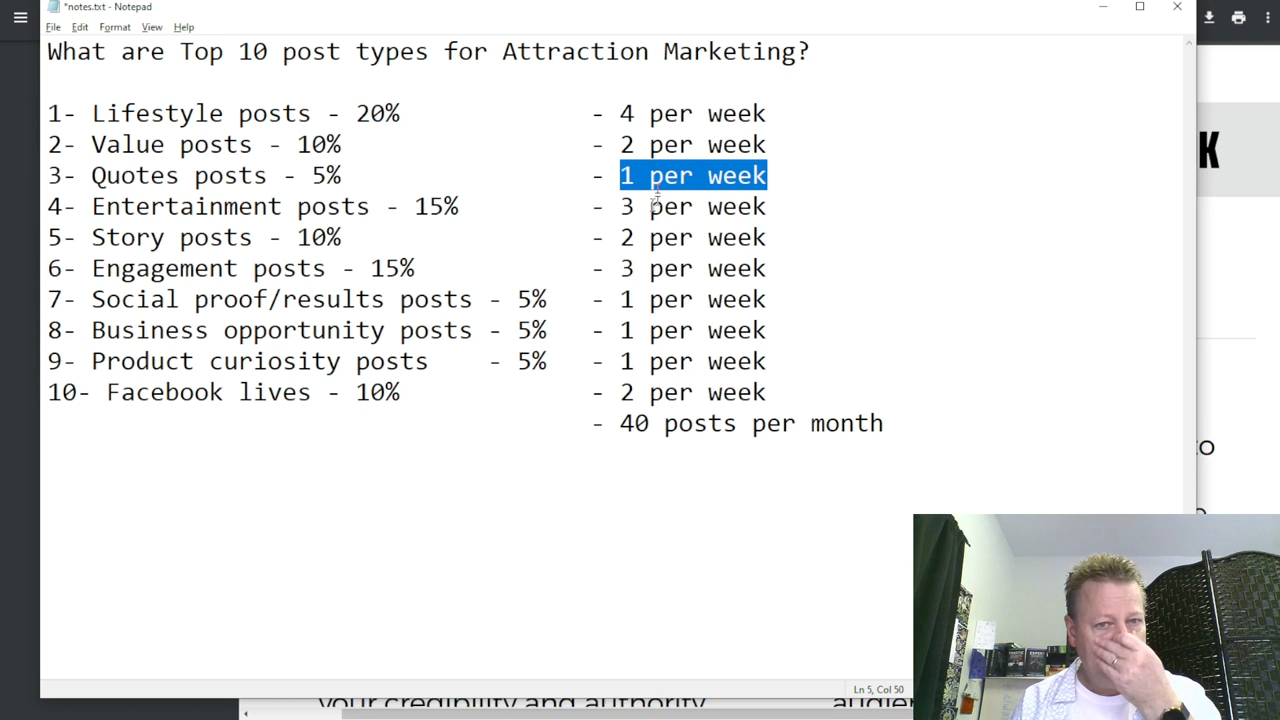 *notes.txt - Notepad
File Edit Format View Help
What are Top 10 post types for Attraction Marketing?
1- Lifestyle posts - 20% - 4 per week
2- Value posts - 10% - 2 per week
3- Quotes posts - 5% - 1 per week
4- Entertainment posts - 15% - 3 per week
5- Story posts - 10% - 2 per week
6- Engagement posts - 15% - 3 per week
7- Social proof/results posts - 5% - 1 per week
8- Business opportunity posts - 5% - 1 per week
9- Product curiosity posts - 5% - 1 per week
10- Facebook lives - 10% - 2 per week
- 40 posts per month
K
Ln 5, Col 50
your credibility and authority